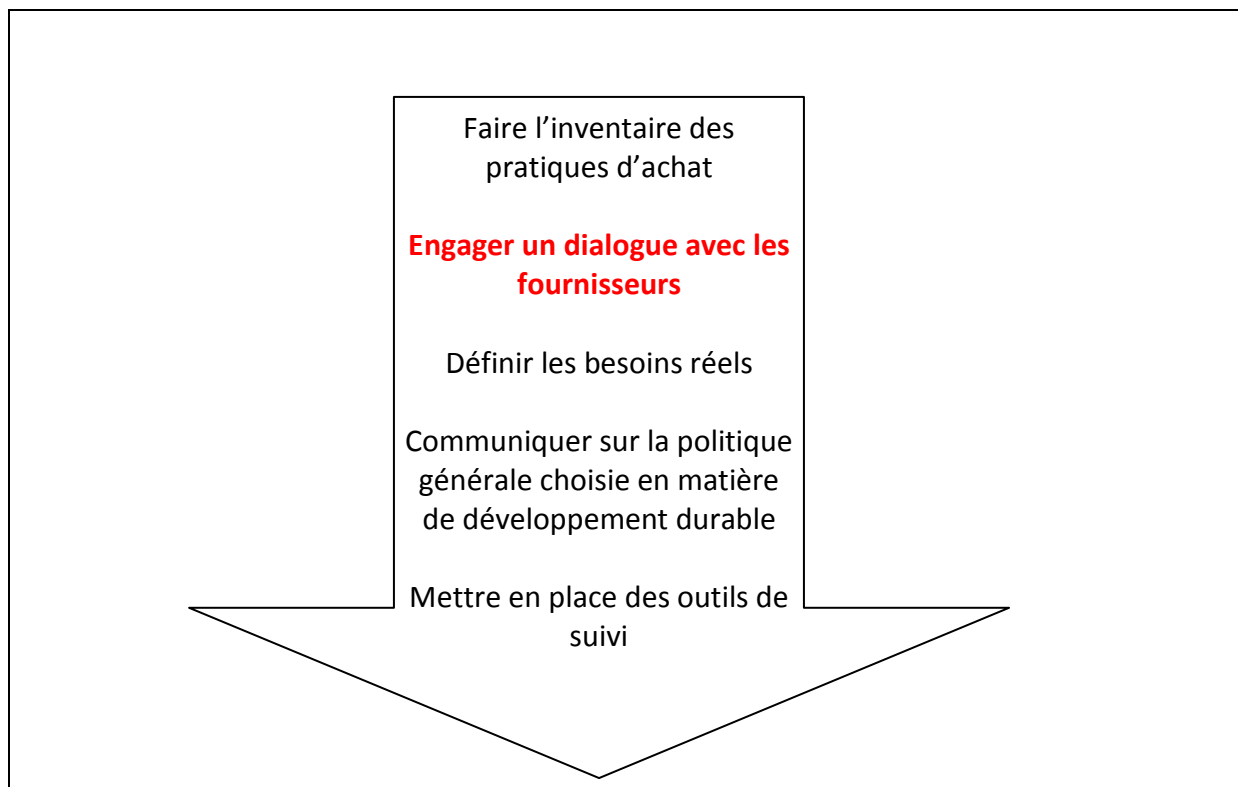 Faire l’inventaire des
pratiques d’achat
Engager un dialogue avec les
fournisseurs
Définir les besoins réels
Communiquer sur la politique
générale choisie en matière
de développement durable
Mettre en place des outils de
suivi